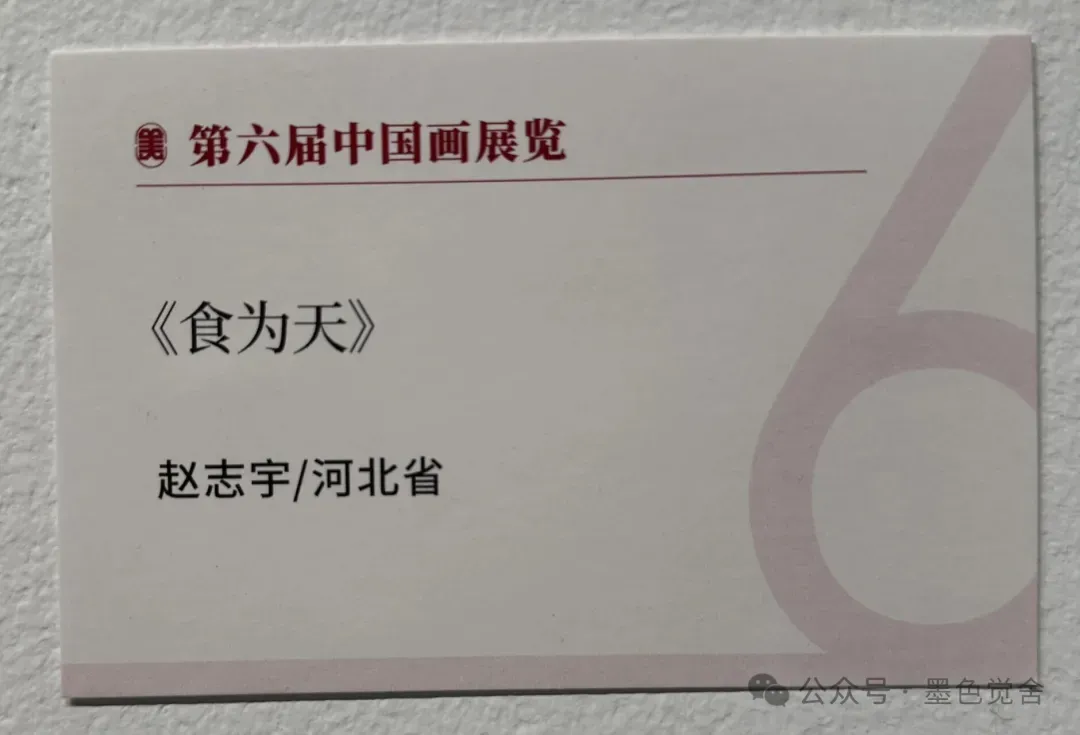 美 第六届中国画展览
《食为天》
赵志宇/河北省
6
公众号·墨色觉舍